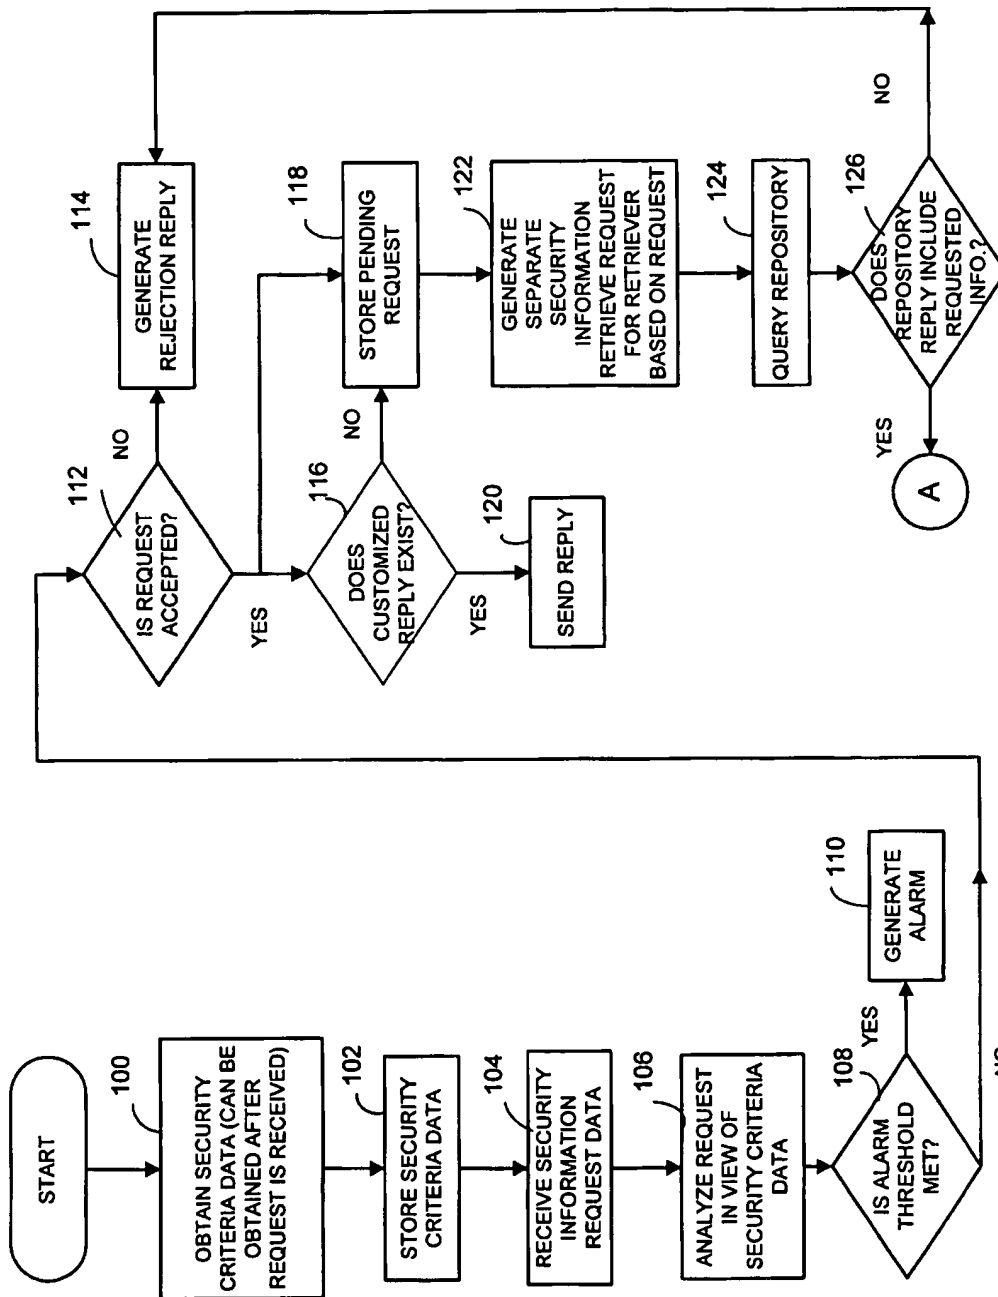 START
100
OBTAIN SECURITY
CRITERIA DATA (CAN BE
OBTAINED AFTER
REQUEST IS RECEIVED)
102
STORE SECURITY
CRITERIA DATA
104
RECEIVE SECURITY
INFORMATION
REQUEST DATA
106
ANALYZE REQUEST
IN VIEW OF
SECURITY CRITERIA
DATA
108
IS ALARM
THRESHOLD
MET?
YES
110
GENERATE
ALARM
NO
112
IS REQUEST
ACCEPTED?
NO
114
GENERATE
REJECTION REPLY
YES
116
DOES
CUSTOMIZED
REPLY EXIST?
NO
118
STORE PENDING
REQUEST
YES
120
SEND REPLY
122
GENERATE
SEPARATE
SECURITY
INFORMATION
RETRIEVE REQUEST
FOR RETRIEVER
BASED ON REQUEST
124
QUERY REPOSITORY
126
DOES
REPOSITORY
REPLY INCLUDE
REQUESTED
INFO.?
NO
YES
A